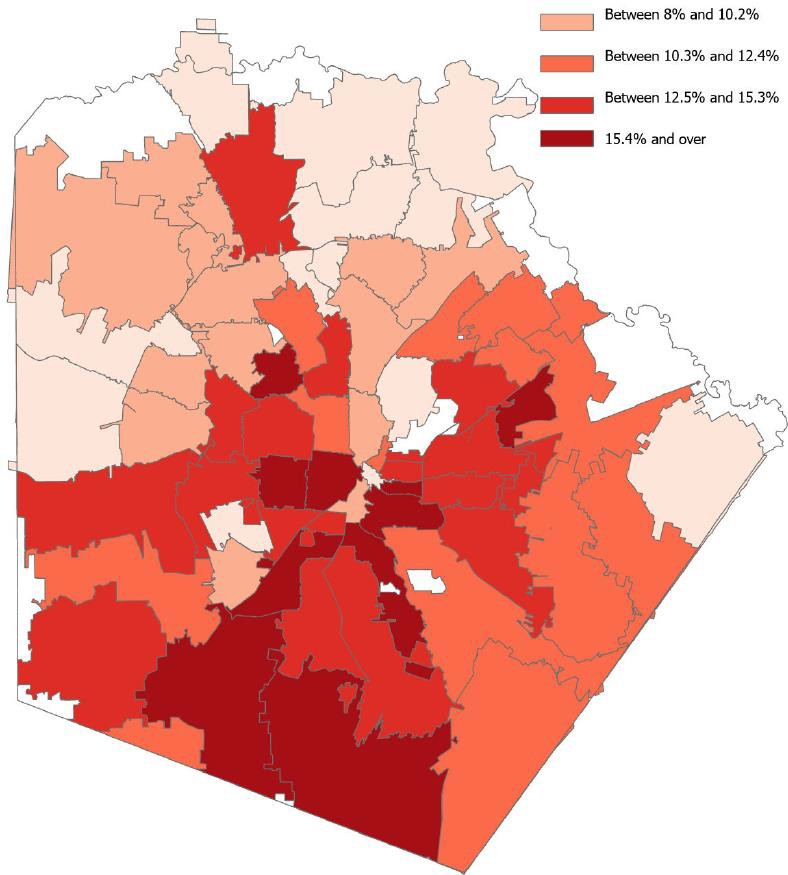 Between 8% and 10.2%
Between 10.3% and 12.4%
Between 12.5% and 15.3%
15.4% and over